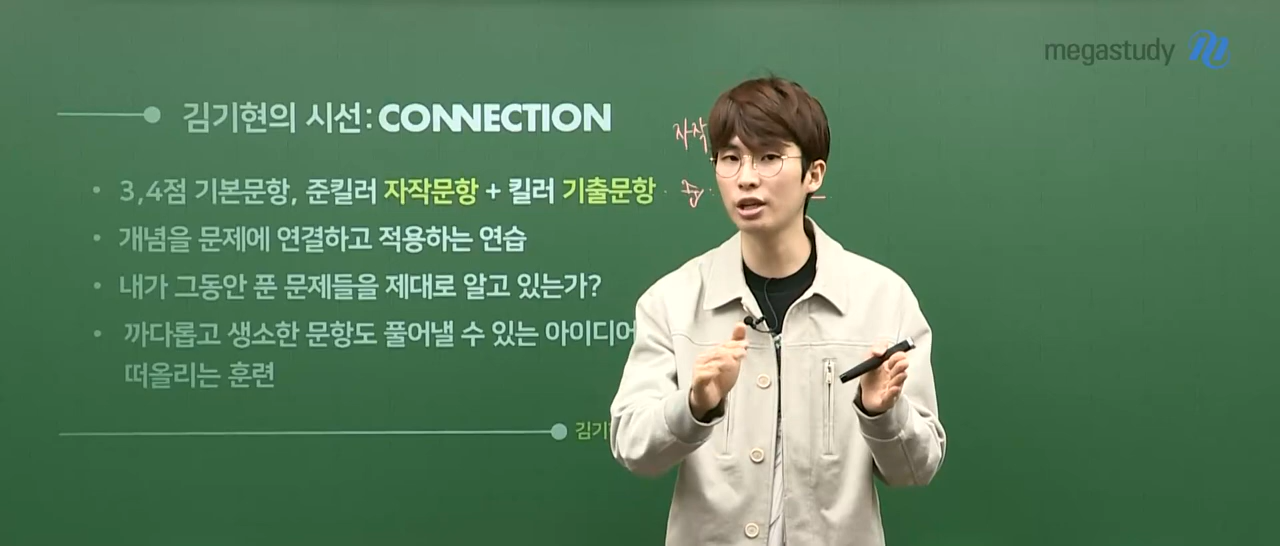 megastudy
김기현의 시선: CONNECTION
자작
• 3,4점 기본문항, 준킬러 자작문항 + 킬러 기출문항
• 개념을 문제에 연결하고 적용하는 연습
• 내가 그동안 푼 문제들을 제대로 알고 있는가?
• 까다롭고 생소한 문항도 풀어낼 수 있는 아이디어
떠올리는 훈련